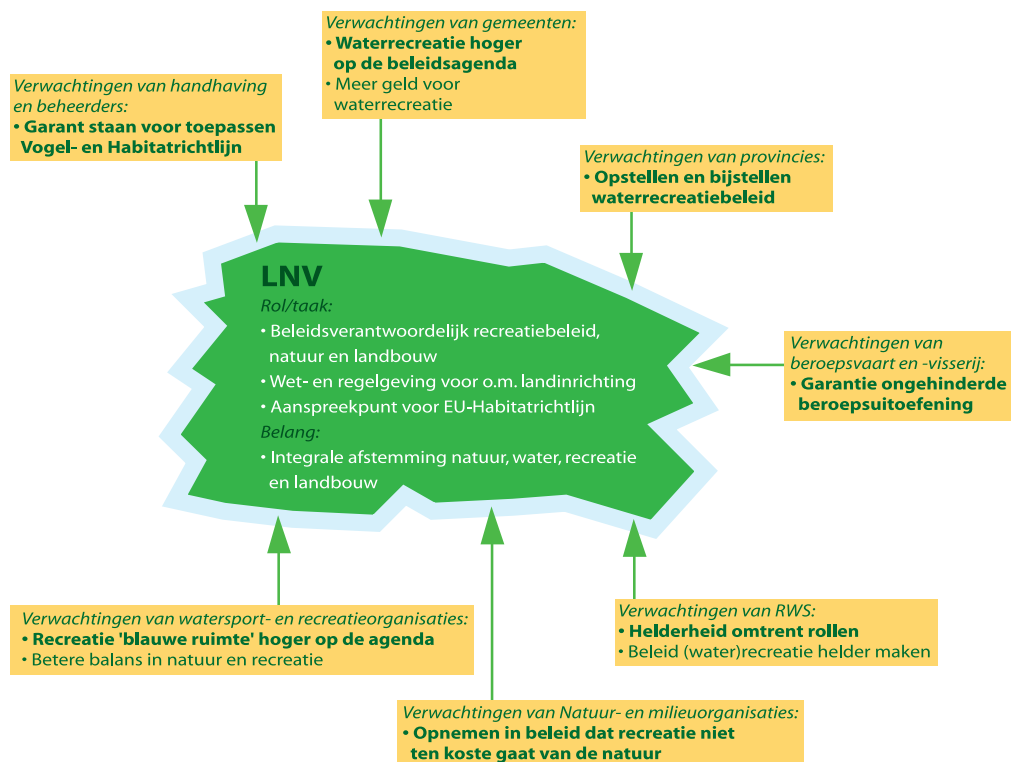 Verwachtingen van gemeenten:
• Waterrecreatie hoger
op de beleidsagenda
• Meer geld voor
waterrecreatie
Verwachtingen van handhaving
en beheerders:
• Garant staan voor toepassen
Vogel- en Habitatrichtlijn
Verwachtingen van provincies:
• Opstellen en bijstellen
waterrecreatiebeleid
LNV
Rol/taak:
• Beleidsverantwoordelijk recreatiebeleid,
natuur en landbouw
• Wet- en regelgeving voor o.m. landinrichting
• Aanspreekpunt voor EU-Habitatrichtlijn
Belang:
• Integrale afstemming natuur, water, recreatie
en landbouw
Verwachtingen van
beroepsvaart en -visserij:
• Garantie ongehinderde
beroepsuitoefening
Verwachtingen van watersport- en recreatieorganisaties:
• Recreatie 'blauwe ruimte' hoger op de agenda
• Betere balans in natuur en recreatie
Verwachtingen van RWS:
• Helderheid omtrent rollen
• Beleid (water)recreatie helder maken
Verwachtingen van Natuur- en milieuorganisaties:
• Opnemen in beleid dat recreatie niet
ten koste gaat van de natuur